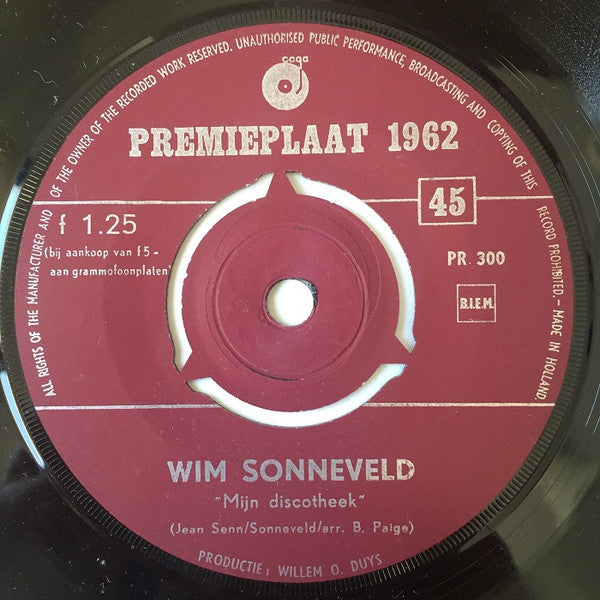 ALL RIGHTS OF THE MANUFACTURER AND OF THE OWNER OF THE RECORDED WORK RESERVED. UNAUTHORISED PUBLIC PERFORMANCE, BROADCASTING AND COPYING OF THIS RECORD PROHIBITED. – MADE IN HOLLAND.
ccgc
PREMIEPLAAT 1962
f 1.25
(bij aankoop van f 5 -
aan grammofoonplaten)
45
PR. 300
B.I.E.M.
WIM SONNEVELD
"Mijn discotheek"
(Jean Senn/Sonneveld/arr. B. Paige)
PRODUCTIE: WILLEM O. DUYS